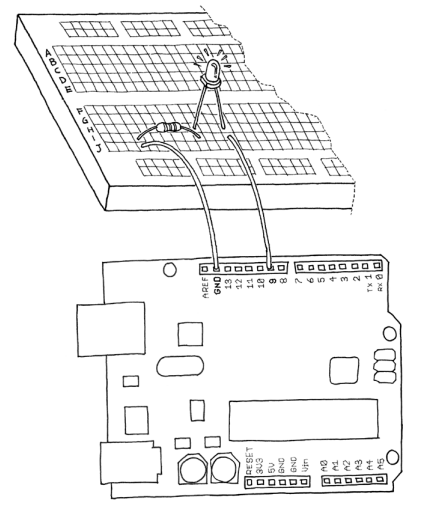 A
B
C
D
E
F
G
H
I
J
AREF
GND
13
12
11
10
9
8
7
6
5
4
3
2
TX 1
RX 0
RESET
3V3
5V
GND
GND
Vin
A0
A1
A2
A3
A4
A5